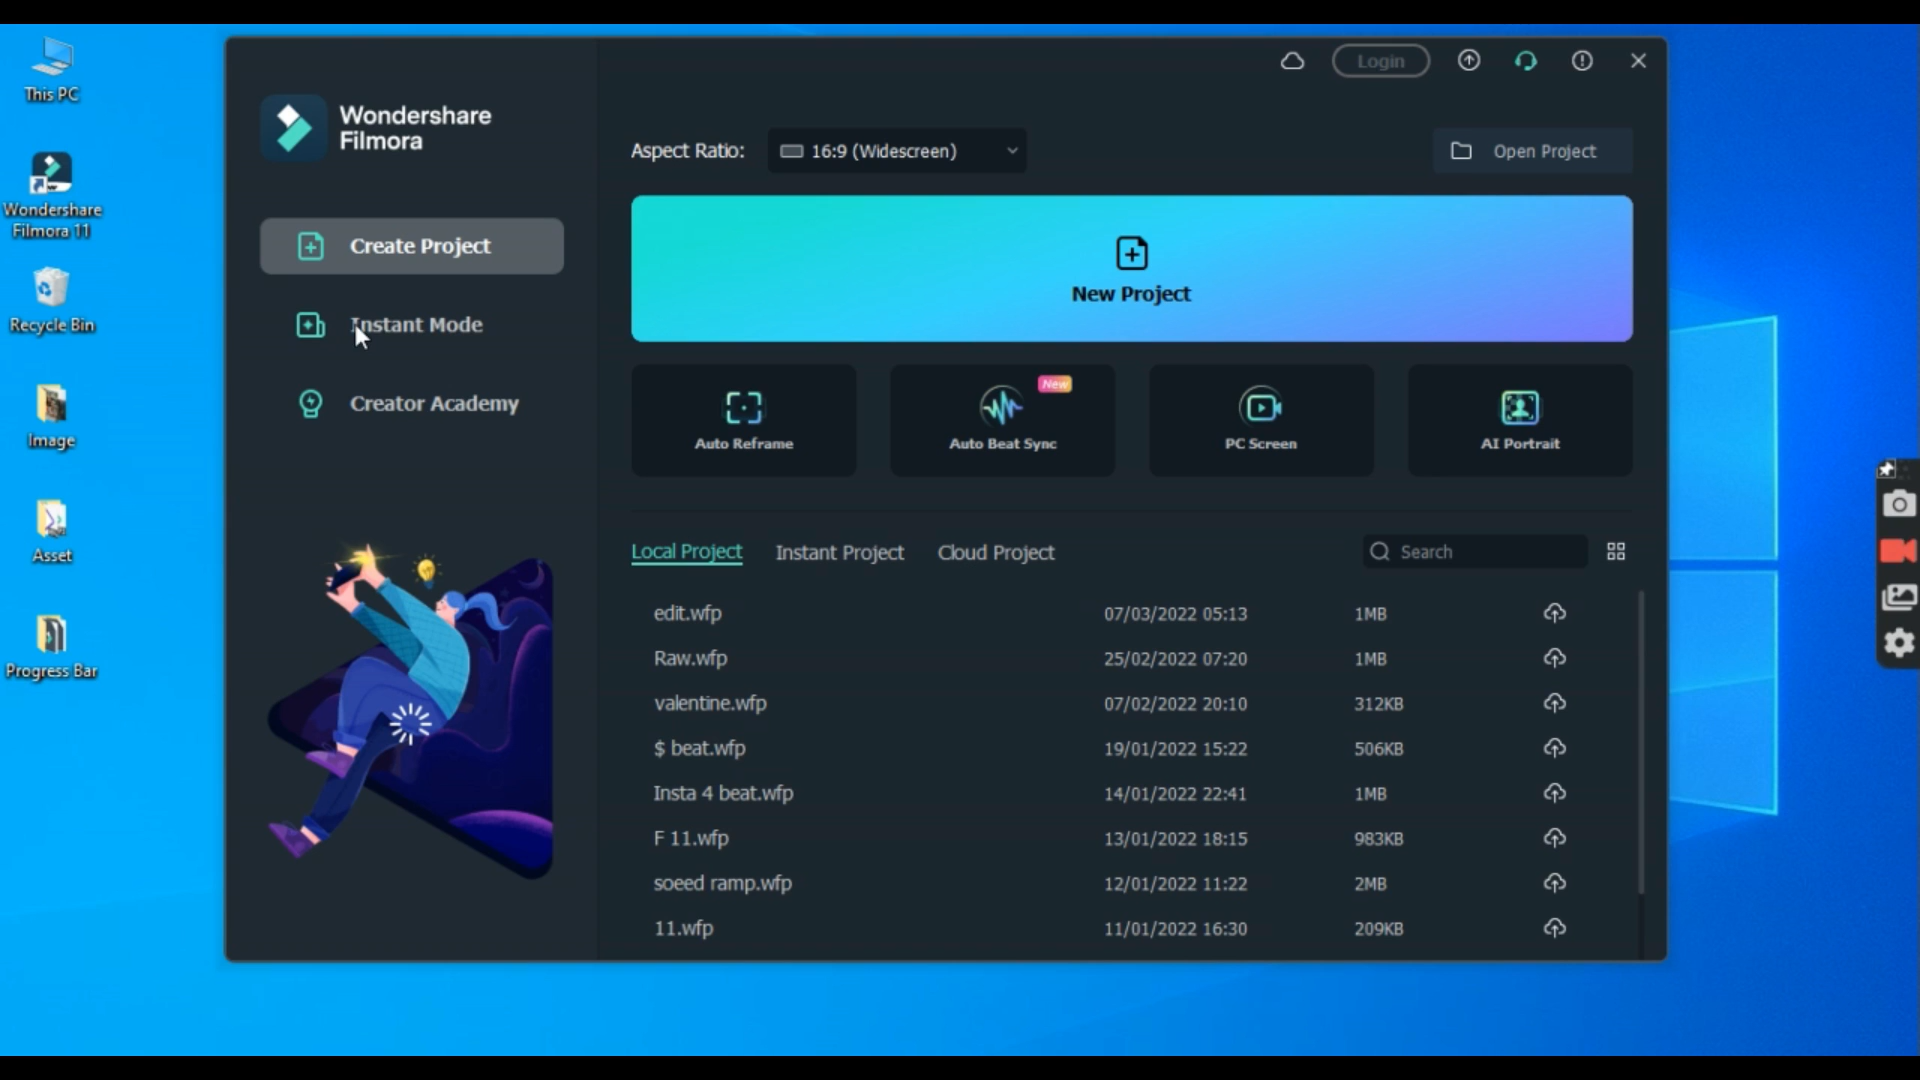 This PC
Wondershare
Filmora 11
Recycle Bin
Image
Asset
Progress Bar
Wondershare
Filmora
Create Project
Instant Mode
Creator Academy
Login
Aspect Ratio:
16:9 (Widescreen)
Open Project
New Project
Auto Reframe
New
Auto Beat Sync
PC Screen
AI Portrait
Local Project
Instant Project
Cloud Project
Search
edit.wfp 07/03/2022 05:13 1MB
Raw.wfp 25/02/2022 07:20 1MB
valentine.wfp 07/02/2022 20:10 312KB
$ beat.wfp 19/01/2022 15:22 506KB
Insta 4 beat.wfp 14/01/2022 22:41 1MB
F 11.wfp 13/01/2022 18:15 983KB
soeed ramp.wfp 12/01/2022 11:22 2MB
11.wfp 11/01/2022 16:30 209KB